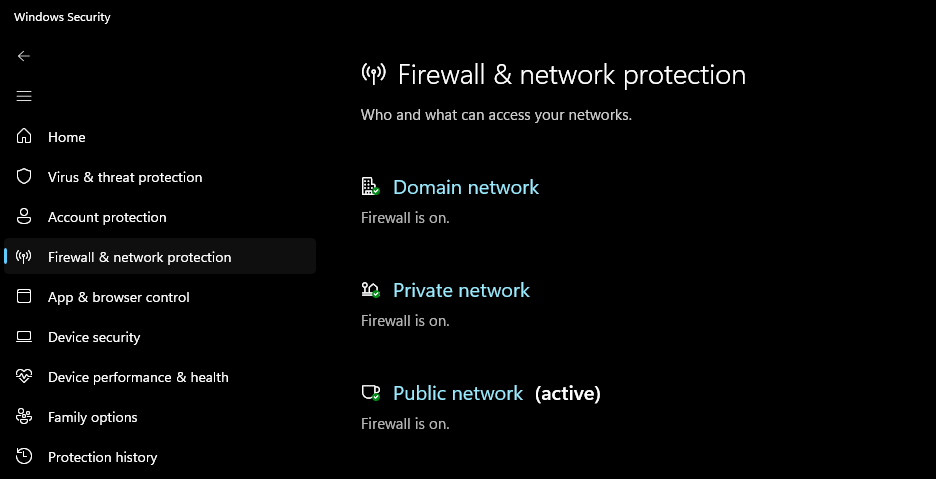 Windows Security
Home
Virus & threat protection
Account protection
Firewall & network protection
App & browser control
Device security
Device performance & health
Family options
Protection history
Firewall & network protection
Who and what can access your networks.
Domain network
Firewall is on.
Private network
Firewall is on.
Public network (active)
Firewall is on.